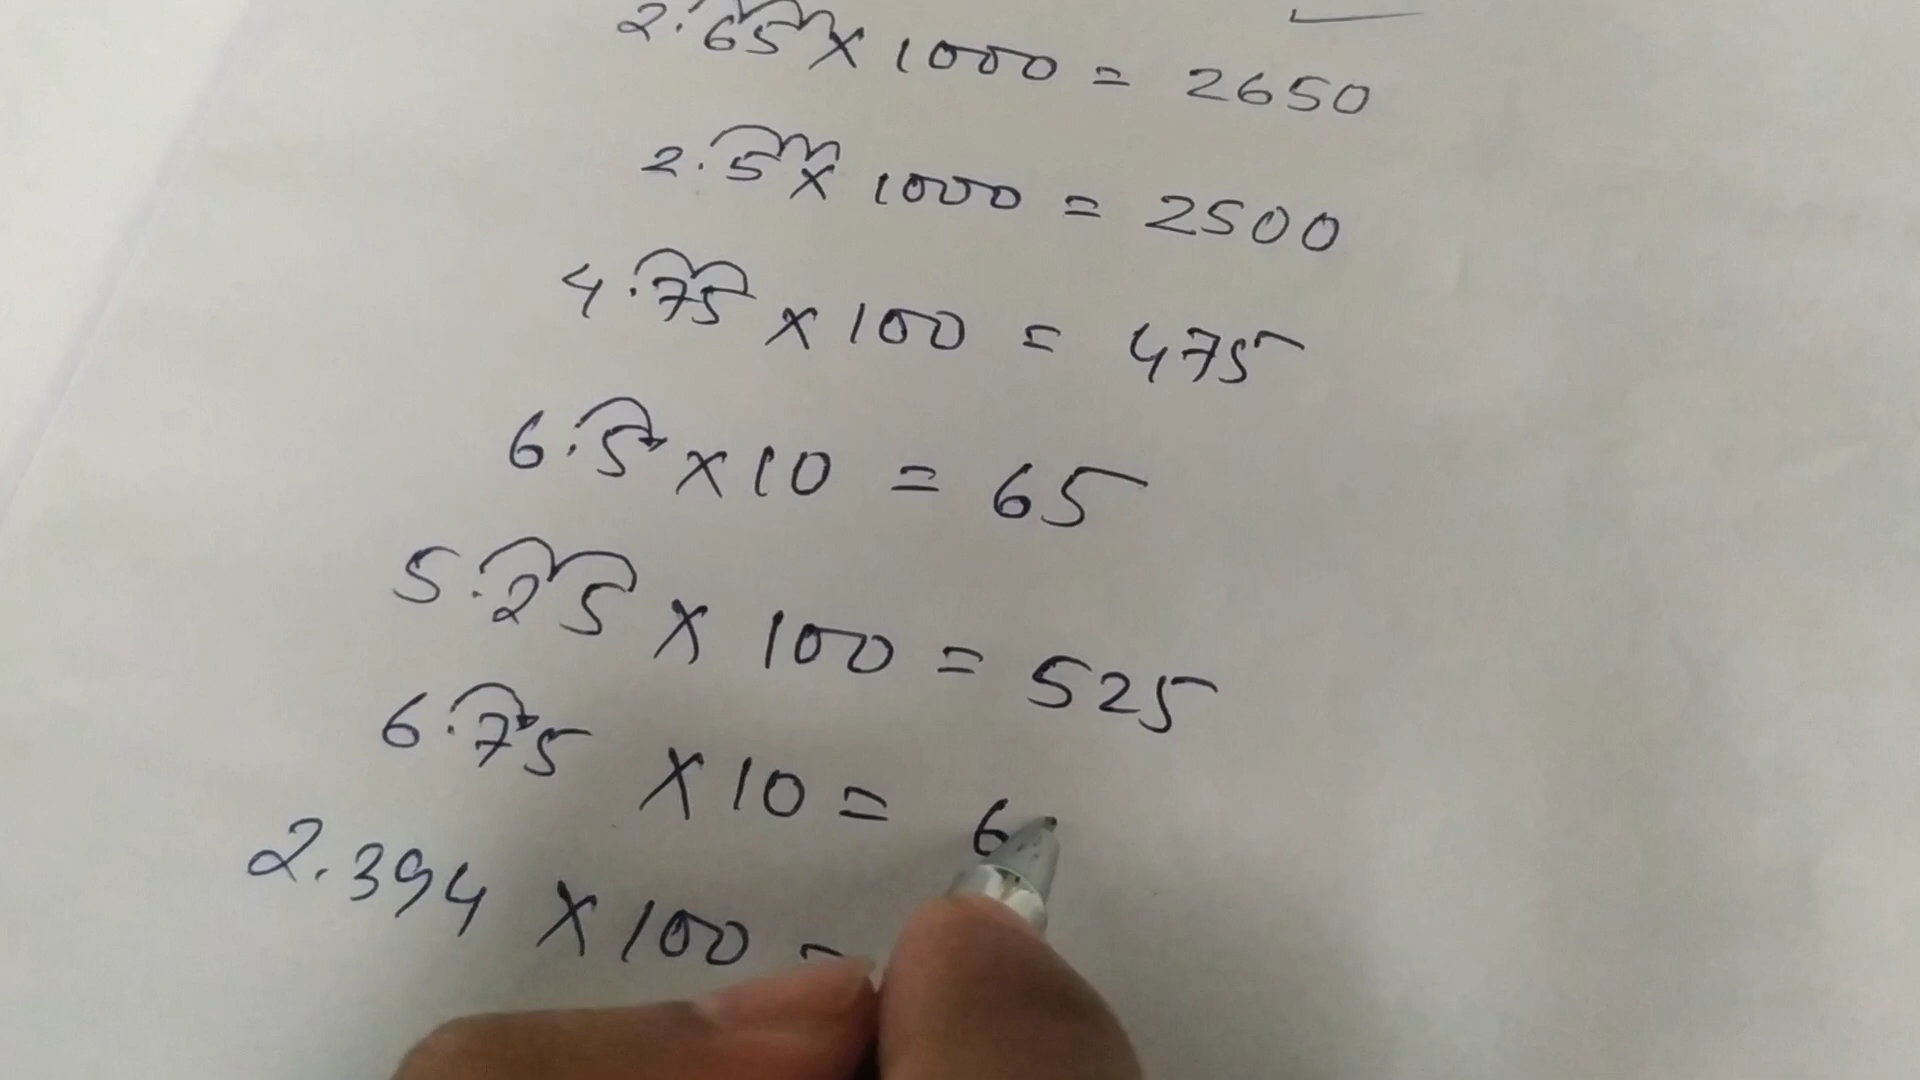 2.65 × 1000 = 2650
2.5 × 1000 = 2500
4.75 × 100 = 475
6.5 × 10 = 65
5.25 × 100 = 525
6.75 × 10 = 6
2.394 × 100 =